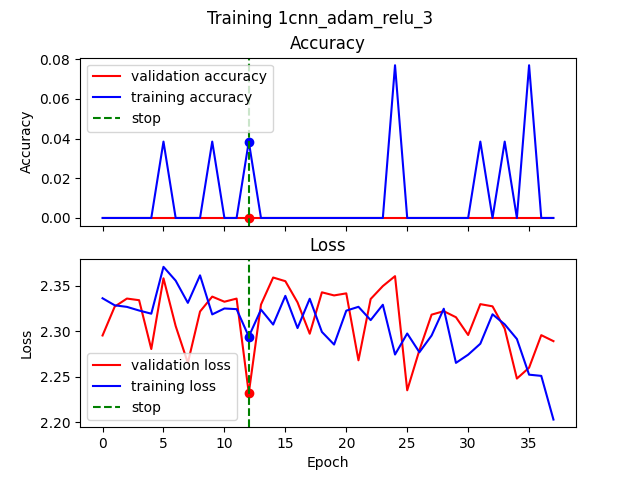 Training 1cnn_adam_relu_3
Accuracy
0.08
0.06
0.04
0.02
0.00
Accuracy
validation accuracy
training accuracy
stop
Loss
2.35
2.30
2.25
2.20
Loss
validation loss
training loss
stop
0 5 10 15 20 25 30 35
Epoch